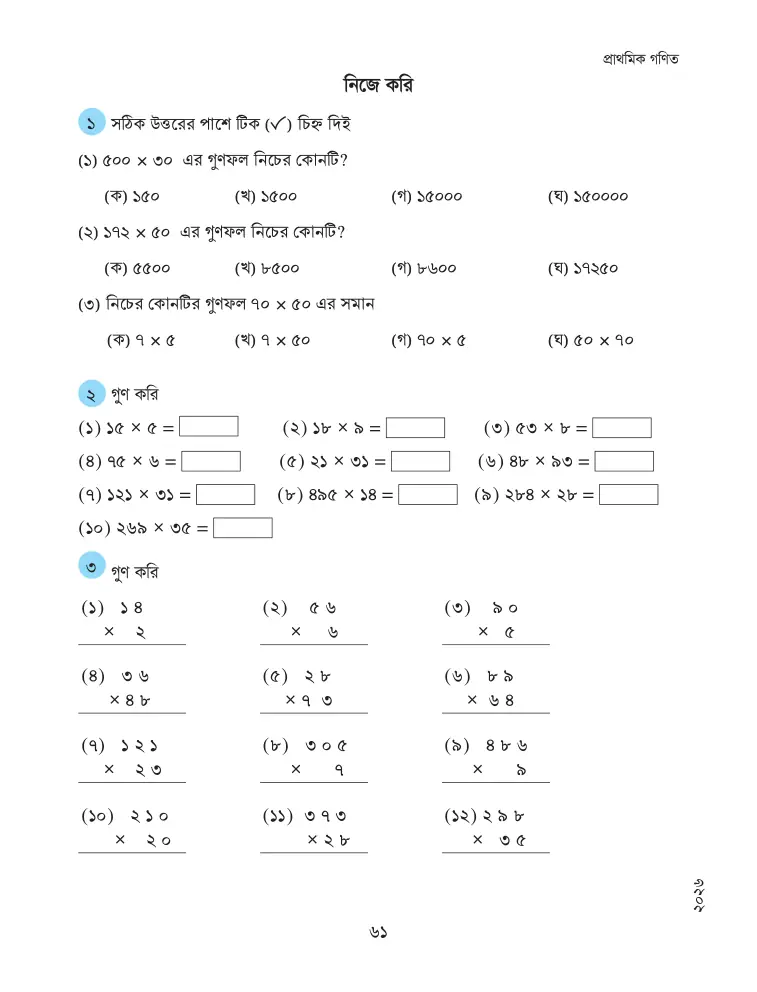 প্রাথমিক গণিত
নিজে করি
১ সঠিক উত্তরের পাশে টিক (✓) চিহ্ন দিই
(১) ৫০০ × ৩০ এর গুণফল নিচের কোনটি?
(ক) ১৫০ (খ) ১৫০০ (গ) ১৫০০০ (ঘ) ১৫০০০০
(২) ১৭২ × ৫০ এর গুণফল নিচের কোনটি?
(ক) ৫৫০০ (খ) ৮৫০০ (গ) ৮৬০০ (ঘ) ১৭২৫০
(৩) নিচের কোনটির গুণফল ৭০ × ৫০ এর সমান
(ক) ৭ × ৫ (খ) ৭ × ৫০ (গ) ৭০ × ৫ (ঘ) ৫০ × ৭০
২ গুণ করি
(১) ১৫ × ৫ = (২) ১৮ × ৯ = (৩) ৫৩ × ৮ =
(৪) ৭৫ × ৬ = (৫) ২১ × ৩১ = (৬) ৪৮ × ৯৩ =
(৭) ১২১ × ৩১ = (৮) ৪৯৫ × ১৪ = (৯) ২৮৪ × ২৮ =
(১০) ২৬৯ × ৩৫ =
৩ গুণ করি
(১) ১ ৪ (২) ৫ ৬ (৩) ৯ ০
× ২ × ৬ × ৫
(৪) ৩ ৬ (৫) ২ ৮ (৬) ৮ ৯
× ৪ ৮ × ৭ ৩ × ৬ ৪
(৭) ১ ২ ১ (৮) ৩ ০ ৫ (৯) ৪ ৮ ৬
× ২ ৩ × ৭ × ৯
(১০) ২ ১ ০ (১১) ৩ ৭ ৩ (১২) ২ ৯ ৮
× ২ ০ × ২ ৮ × ৩ ৫
২০২৬
৬১